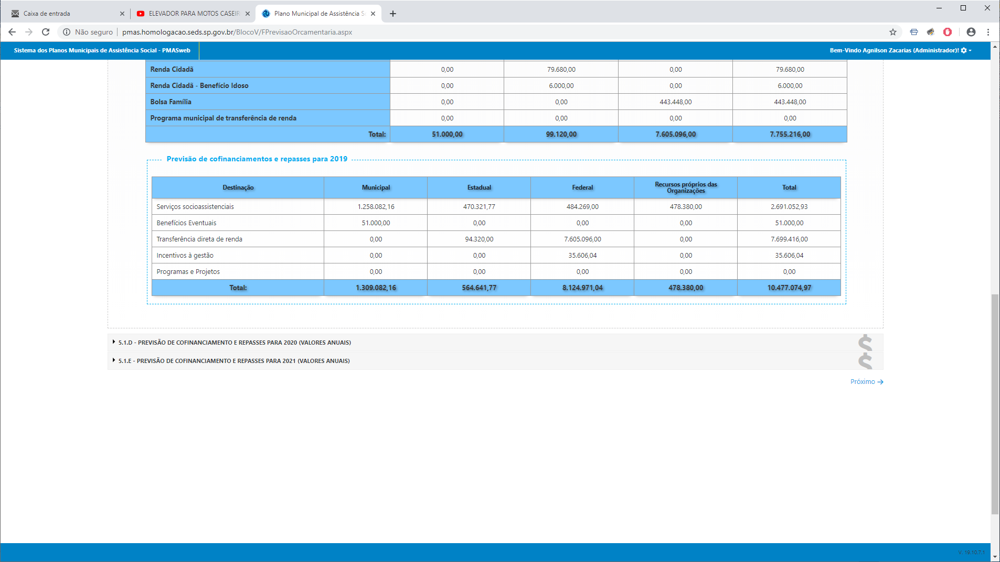 Caixa de entrada
ELEVADOR PARA MOTOS CASEIR
Plano Municipal de Assistência S
Não seguro
pmas.homologacao.seds.sp.gov.br/BlocoV/FPrevisaoOrcamentaria.aspx
Sistema dos Planos Municipais de Assistência Social - PMASweb
Bem-Vindo Agnilson Zacarias (Administrador)!
Renda Cidadã 0,00 79.680,00 0,00 79.680,00
Renda Cidadã - Benefício Idoso 0,00 6.000,00 0,00 6.000,00
Bolsa Família 0,00 0,00 443.448,00 443.448,00
Programa municipal de transferência de renda 0,00 0,00 0,00 0,00
Total: 51.000,00 99.120,00 7.605.096,00 7.755.216,00
Previsão de cofinanciamentos e repasses para 2019
Destinação Municipal Estadual Federal Recursos próprios das Organizações Total
Serviços socioassistenciais 1.258.082,16 470.321,77 484.269,00 478.380,00 2.691.052,93
Benefícios Eventuais 51.000,00 0,00 0,00 0,00 51.000,00
Transferência direta de renda 0,00 94.320,00 7.605.096,00 0,00 7.699.416,00
Incentivos à gestão 0,00 0,00 35.606,04 0,00 35.606,04
Programas e Projetos 0,00 0,00 0,00 0,00 0,00
Total: 1.309.082,16 564.641,77 8.124.971,04 478.380,00 10.477.074,97
5.1.D - PREVISÃO DE COFINANCIAMENTO E REPASSES PARA 2020 (VALORES ANUAIS)
5.1.E - PREVISÃO DE COFINANCIAMENTO E REPASSES PARA 2021 (VALORES ANUAIS)
Próximo
V. 19.10.7.1